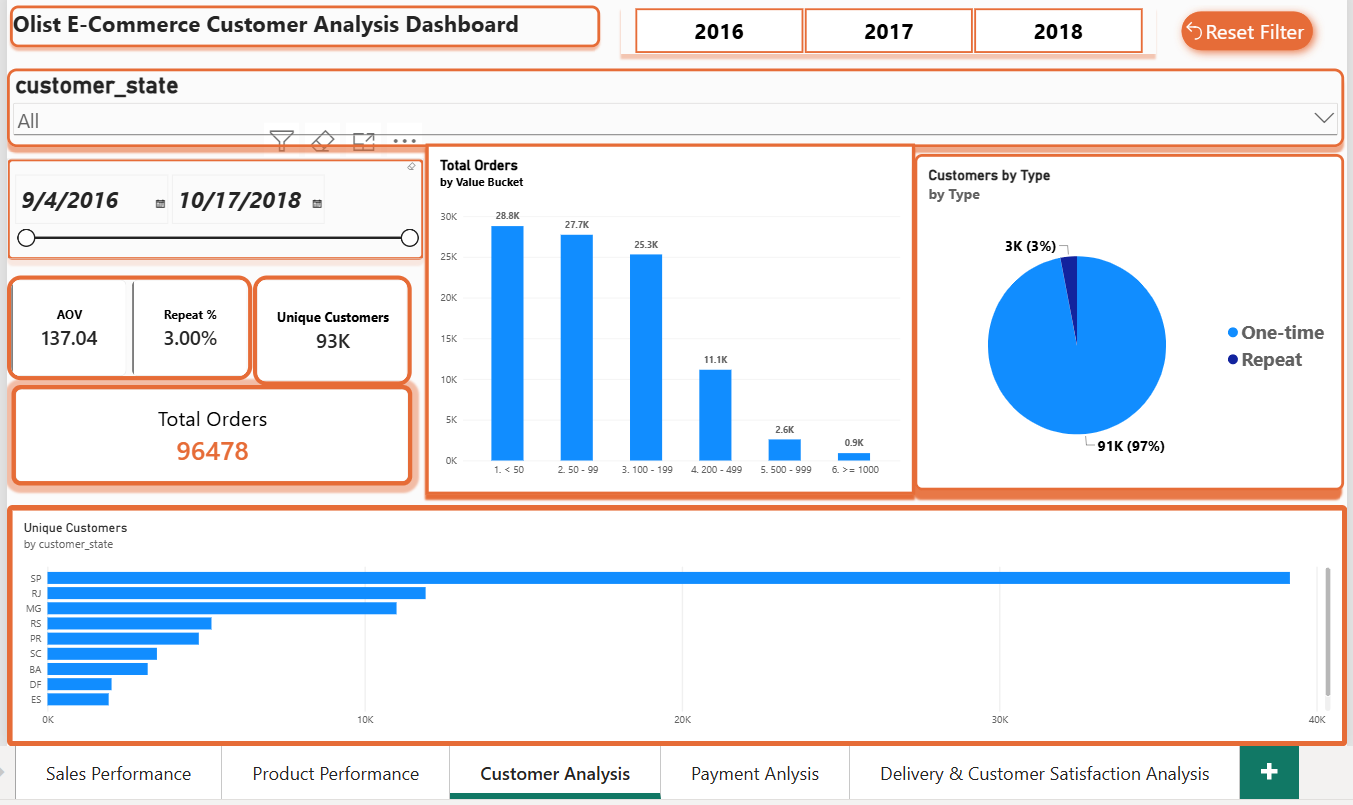 Olist E-Commerce Customer Analysis Dashboard
2016
2017
2018
Reset Filter
customer_state
All
9/4/2016
10/17/2018
AOV
137.04
Repeat %
3.00%
Unique Customers
93K
Total Orders
96478
Total Orders
by Value Bucket
30K
25K
20K
15K
10K
5K
0K
28.8K
27.7K
25.3K
11.1K
2.6K
0.9K
1. < 50
2. 50 - 99
3. 100 - 199
4. 200 - 499
5. 500 - 999
6. >= 1000
Customers by Type
by Type
3K (3%)
91K (97%)
One-time
Repeat
Unique Customers
by customer_state
SP
RJ
MG
RS
PR
SC
BA
DF
ES
0K
10K
20K
30K
40K
Sales Performance
Product Performance
Customer Analysis
Payment Anlysis
Delivery & Customer Satisfaction Analysis